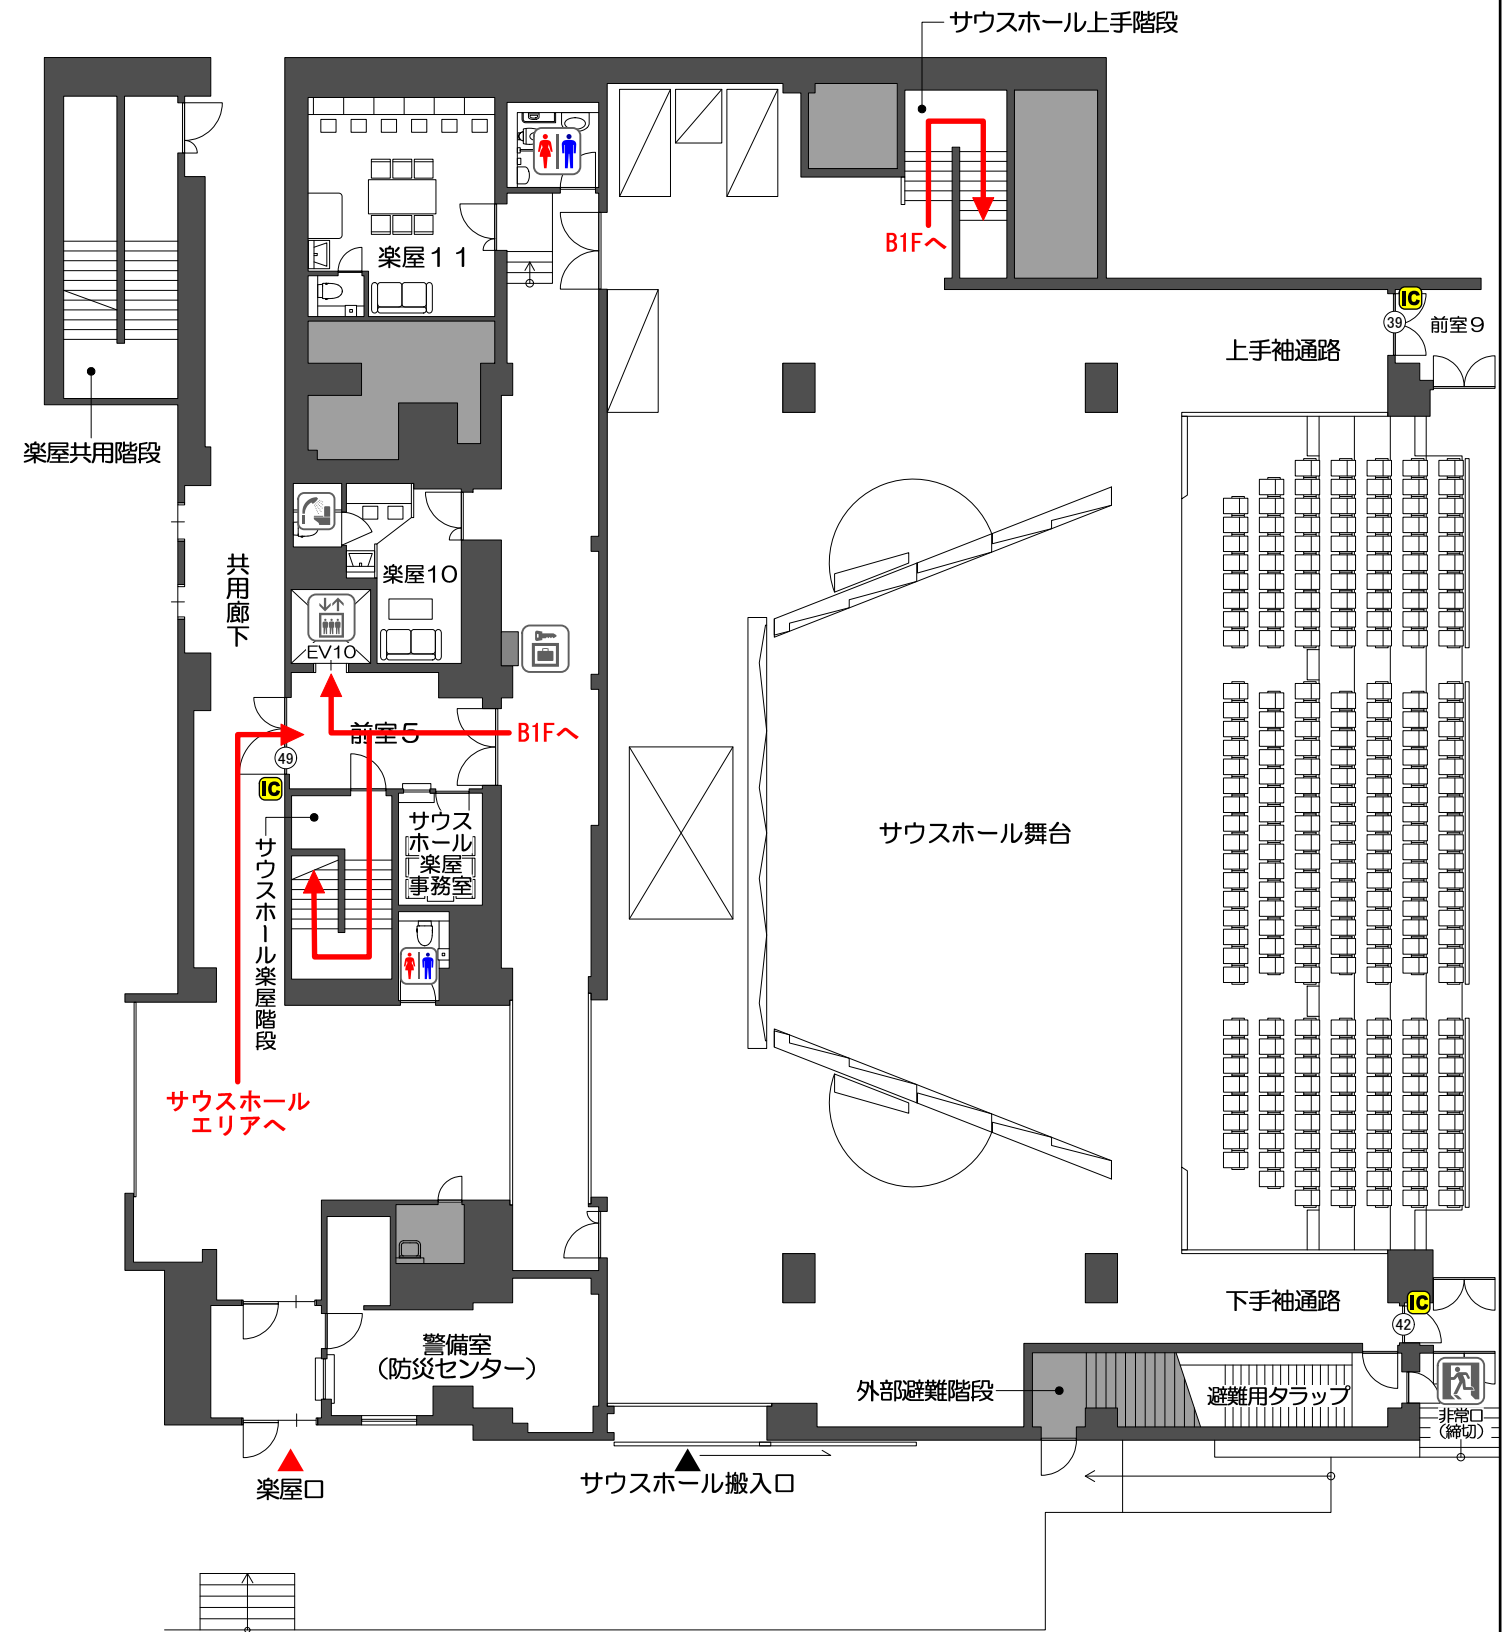 サウスホール上手階段
楽屋11
B1Fへ
IC
39
前室9
上手袖通路
楽屋共用階段
共用廊下
楽屋10
EV10
前室5
B1Fへ
49
IC
サウス
ホール
楽屋
事務室
サウスホール楽屋階段
サウスホール舞台
サウスホール
エリアへ
下手袖通路
IC
42
警備室
(防災センター)
外部避難階段
避難用タラップ
非常口
(締切)
楽屋口
サウスホール搬入口